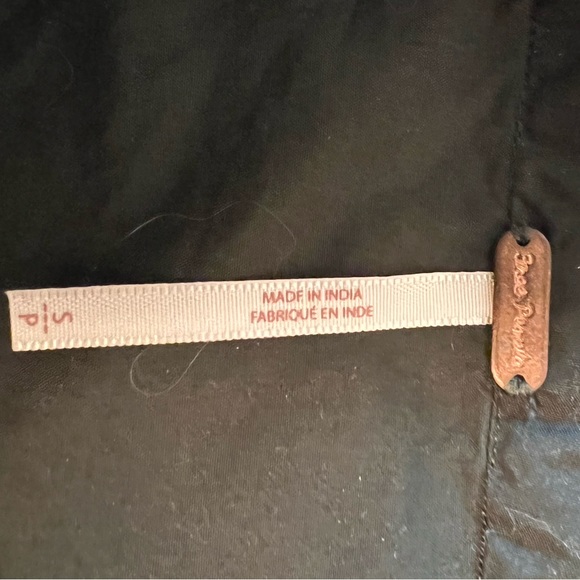 MADE IN INDIA
FABRIQUÉ EN INDE
S
P
Free People